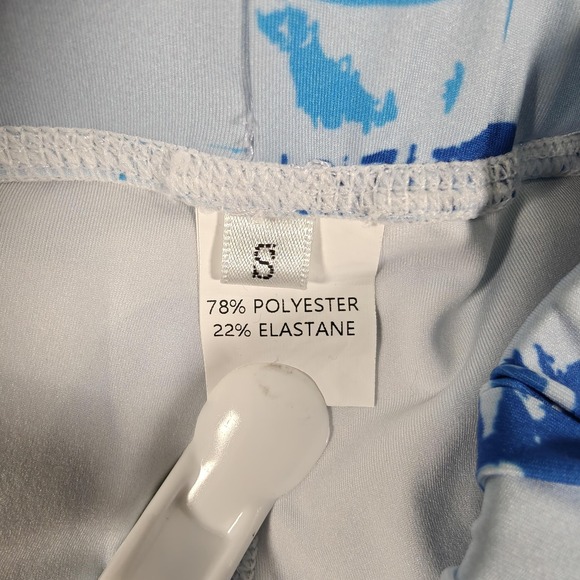 S
78% POLYESTER
22% ELASTANE